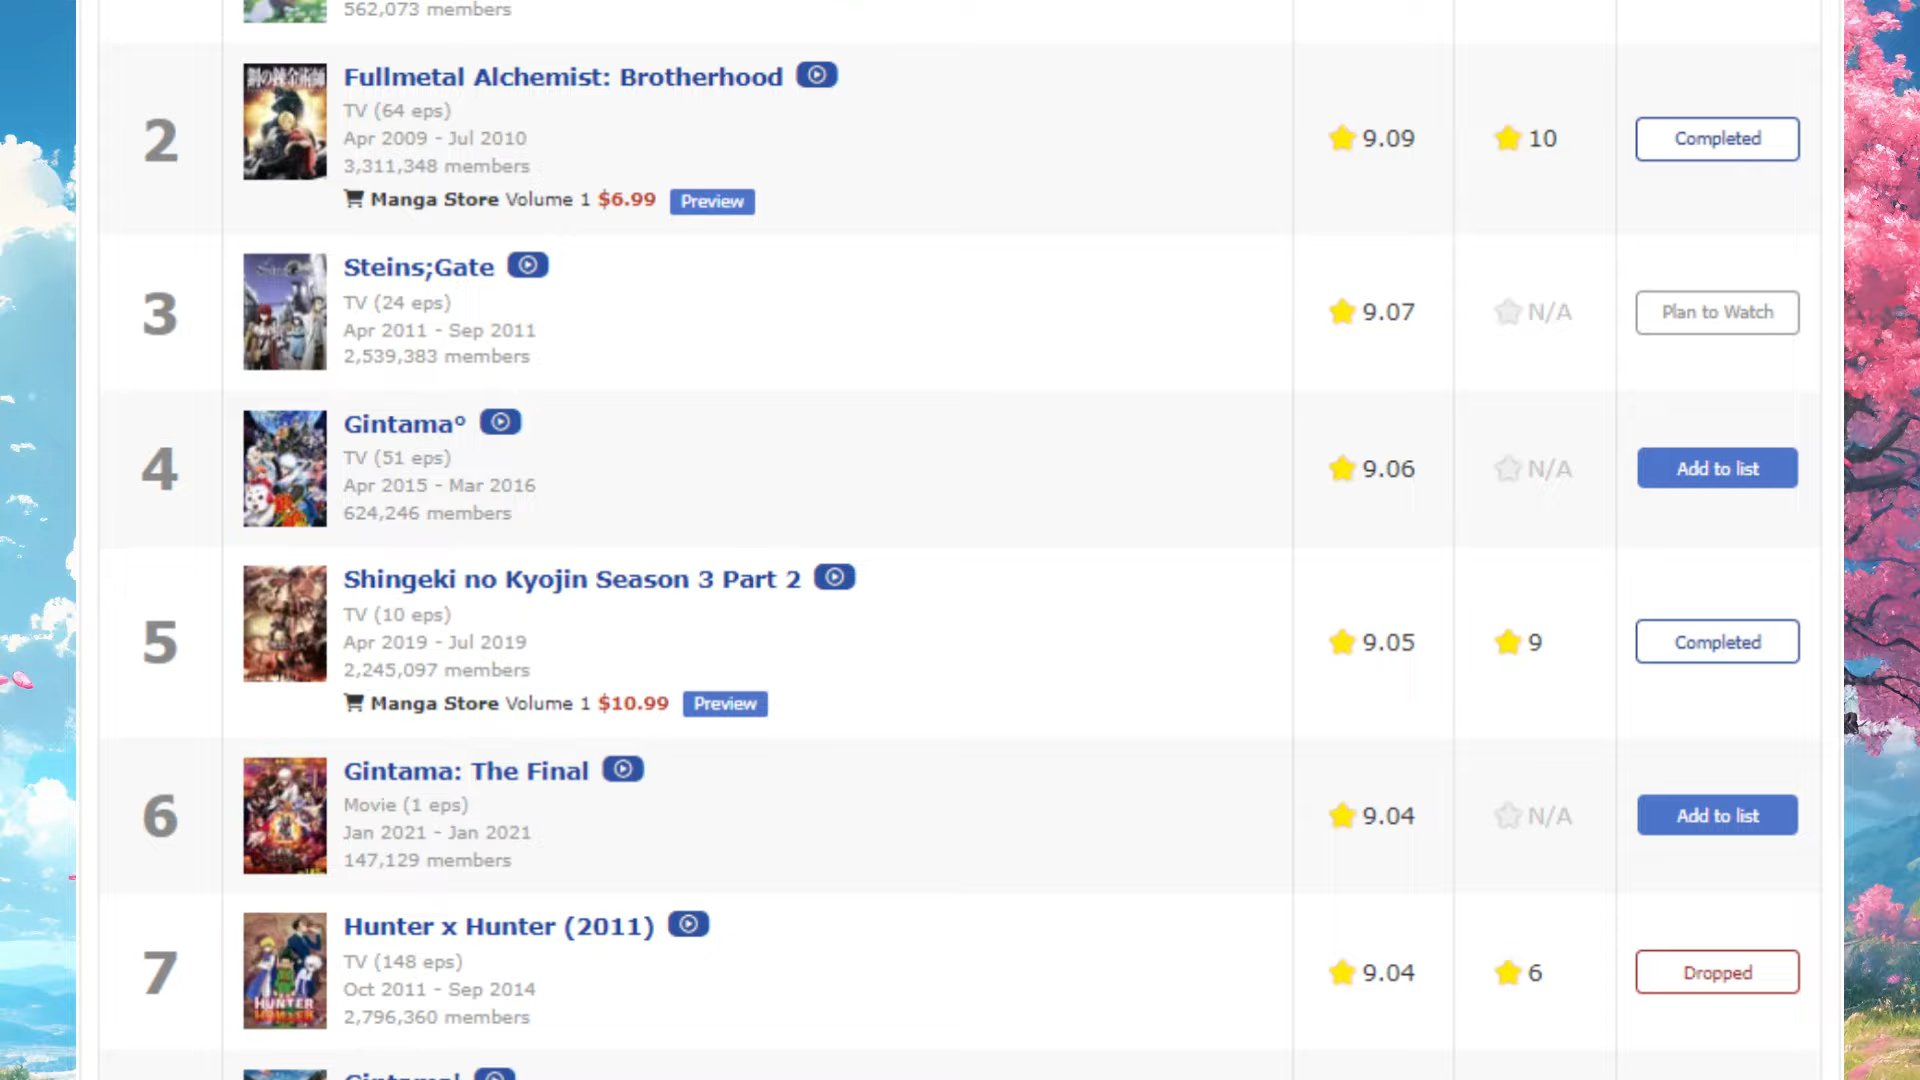 562,073 members
2
Fullmetal Alchemist: Brotherhood
TV (64 eps)
Apr 2009 - Jul 2010
3,311,348 members
Manga Store Volume 1 $6.99 Preview
9.09
10
Completed
3
Steins;Gate
TV (24 eps)
Apr 2011 - Sep 2011
2,539,383 members
9.07
N/A
Plan to Watch
4
Gintama°
TV (51 eps)
Apr 2015 - Mar 2016
624,246 members
9.06
N/A
Add to list
5
Shingeki no Kyojin Season 3 Part 2
TV (10 eps)
Apr 2019 - Jul 2019
2,245,097 members
Manga Store Volume 1 $10.99 Preview
9.05
9
Completed
6
Gintama: The Final
Movie (1 eps)
Jan 2021 - Jan 2021
147,129 members
9.04
N/A
Add to list
7
HUNTER
HUNTER
Hunter x Hunter (2011)
TV (148 eps)
Oct 2011 - Sep 2014
2,796,360 members
9.04
6
Dropped